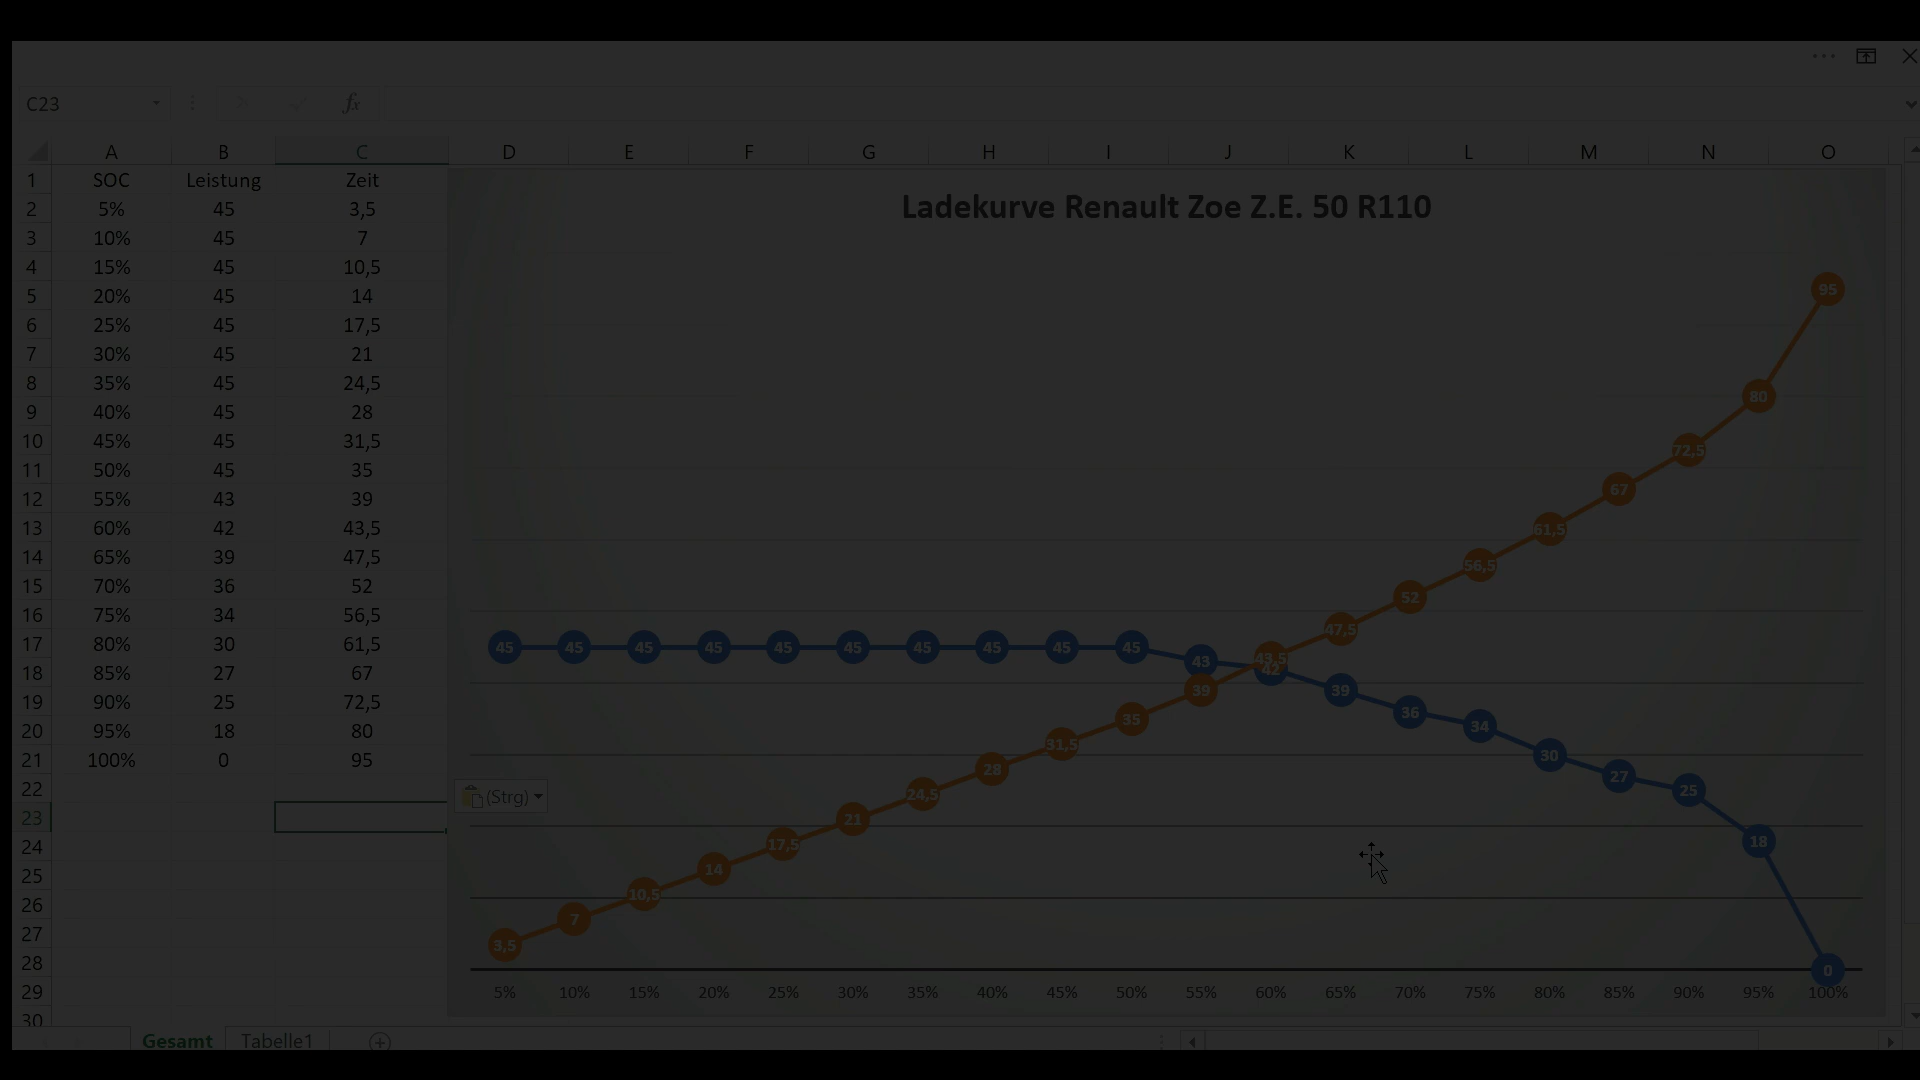 C23
fx
A B C D E F G H I J K L M N O
1 SOC Leistung Zeit
2 5% 45 3,5
3 10% 45 7
4 15% 45 10,5
5 20% 45 14
6 25% 45 17,5
7 30% 45 21
8 35% 45 24,5
9 40% 45 28
10 45% 45 31,5
11 50% 45 35
12 55% 43 39
13 60% 42 43,5
14 65% 39 47,5
15 70% 36 52
16 75% 34 56,5
17 80% 30 61,5
18 85% 27 67
19 90% 25 72,5
20 95% 18 80
21 100% 0 95
22
23
24
25
26
27
28
29
30
Ladekurve Renault Zoe Z.E. 50 R110
45 45 45 45 45 45 45 45 45 45 43 42 39 36 34 30 27 25 18 0
3,5 7 10,5 14 17,5 21 24,5 28 31,5 35 39 43,5 47,5 52 56,5 61,5 67 72,5 80 95
(Strg)
5% 10% 15% 20% 25% 30% 35% 40% 45% 50% 55% 60% 65% 70% 75% 80% 85% 90% 95% 100%
Gesamt Tabelle1